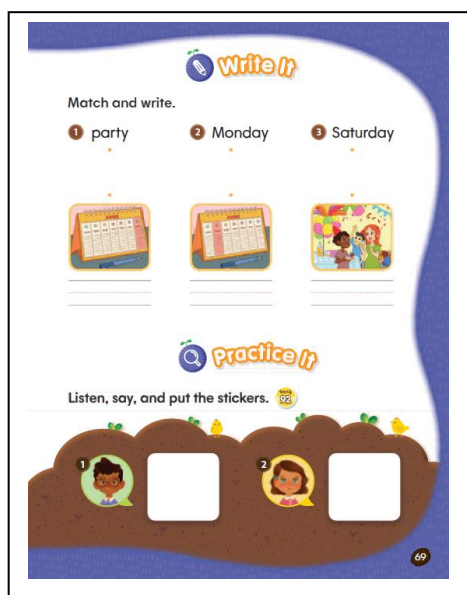 Write It
Match and write.
1 party 2 Monday 3 Saturday
Practice It
Listen, say, and put the stickers. 92
1 2
69